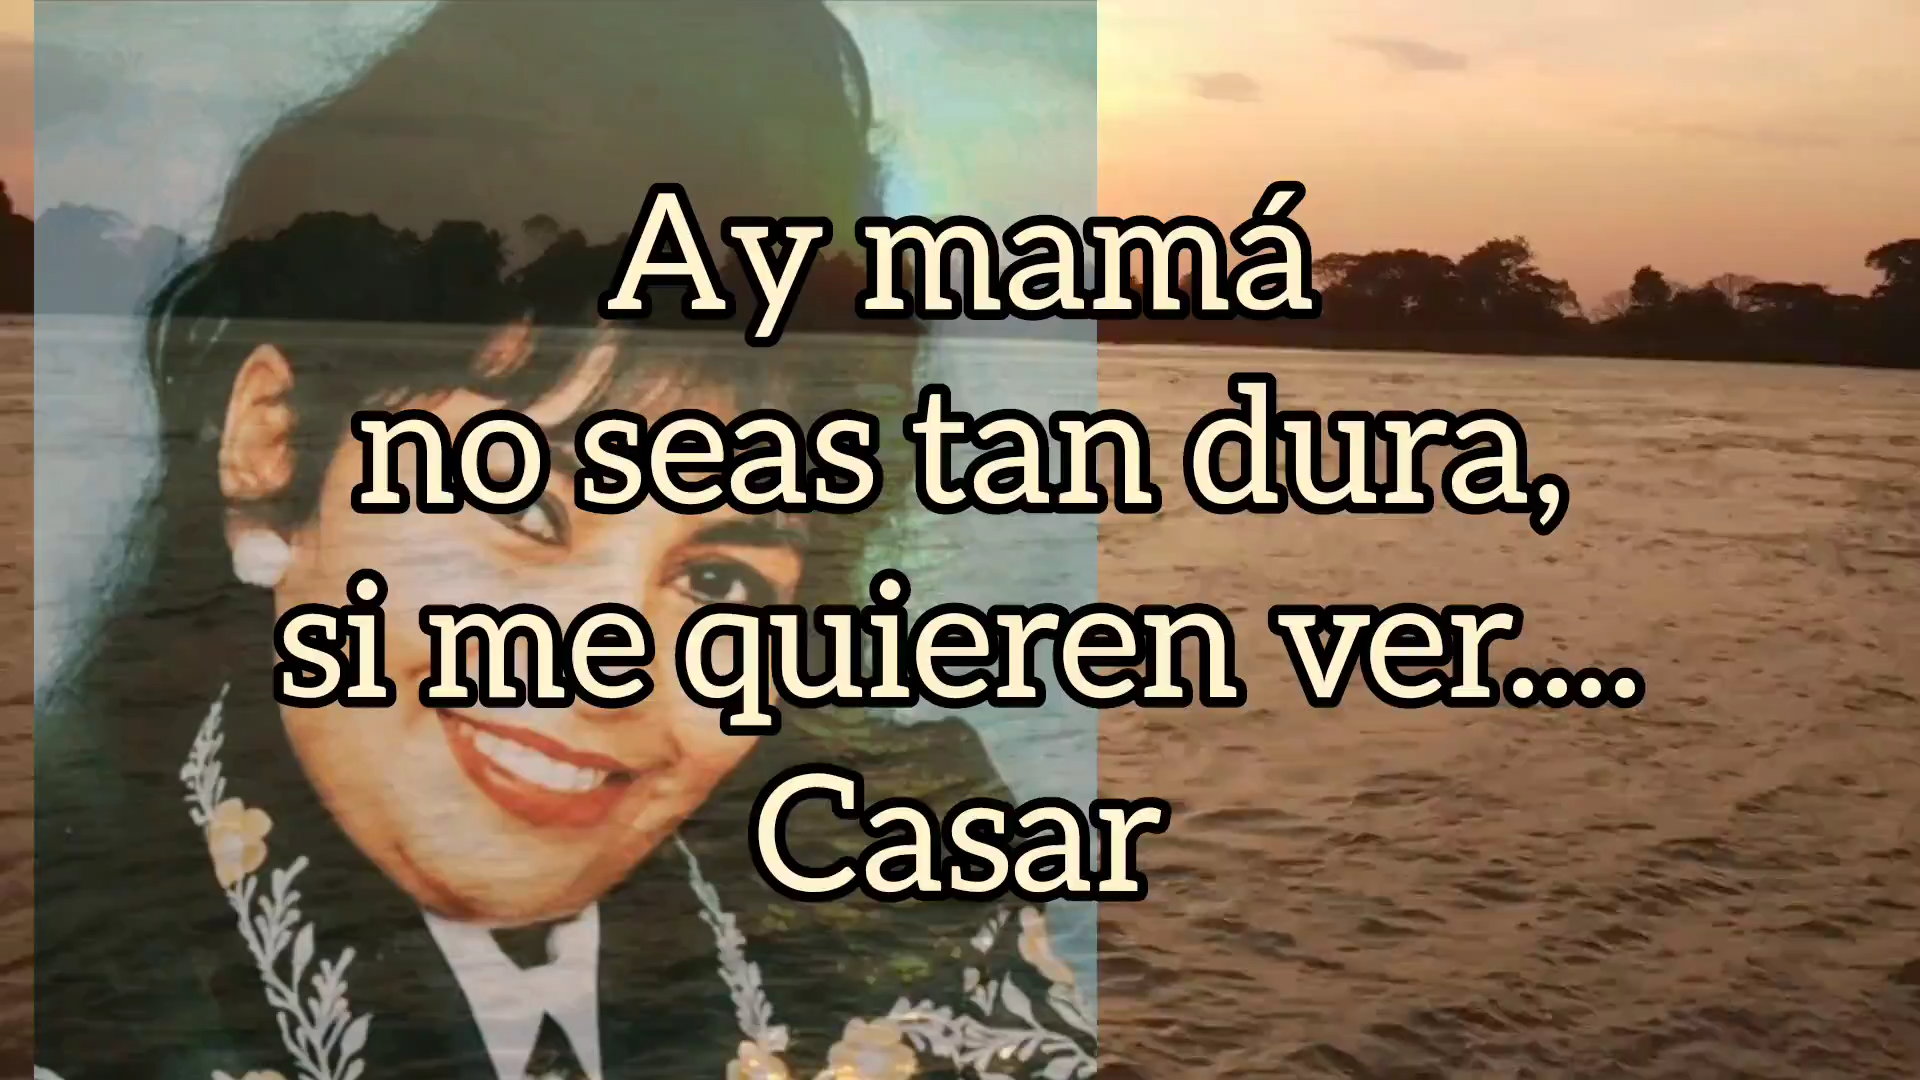 Ay mamá
no seas tan dura,
si me quieren ver....
Casar